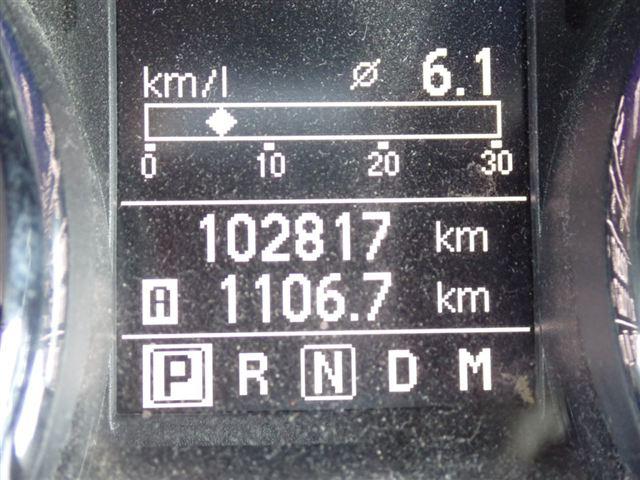 km/l ⌀ 6.1
0 10 20 30
102817 km
A 1106.7 km
P R N D M